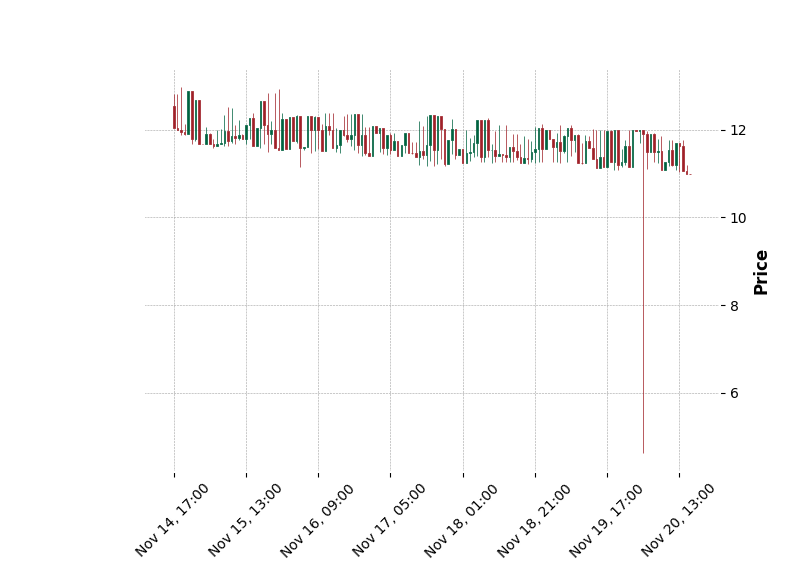 12
10
8
6
Price
Nov 14, 17:00
Nov 15, 13:00
Nov 16, 09:00
Nov 17, 05:00
Nov 18, 01:00
Nov 18, 21:00
Nov 19, 17:00
Nov 20, 13:00